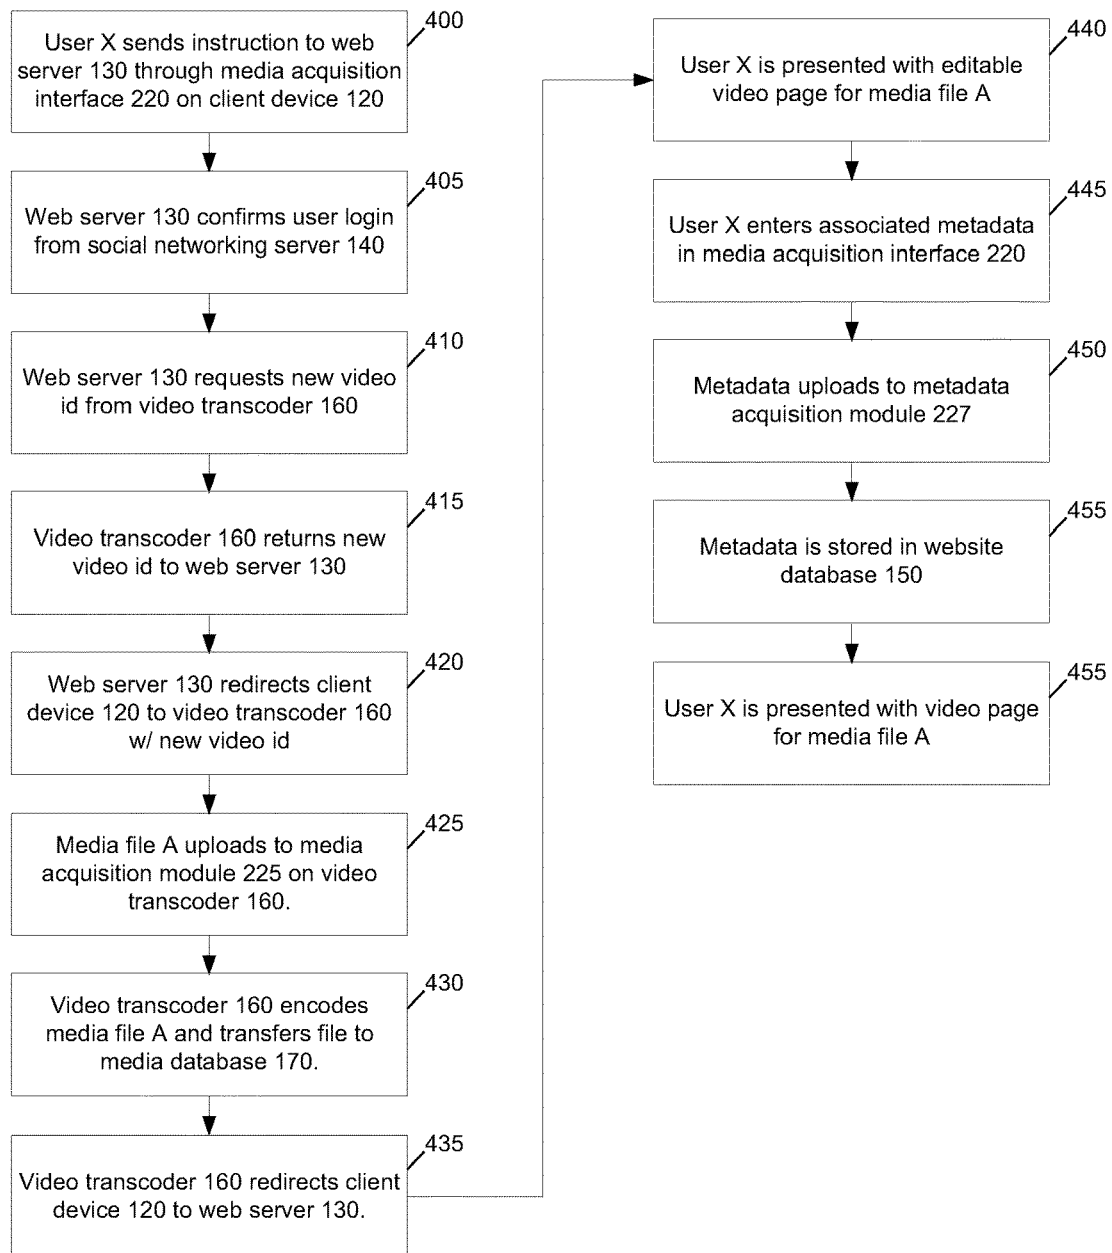 400
User X sends instruction to web
server 130 through media acquisition
interface 220 on client device 120
405
Web server 130 confirms user login
from social networking server 140
410
Web server 130 requests new video
id from video transcoder 160
415
Video transcoder 160 returns new
video id to web server 130
420
Web server 130 redirects client
device 120 to video transcoder 160
w/ new video id
425
Media file A uploads to media
acquisition module 225 on video
transcoder 160.
430
Video transcoder 160 encodes
media file A and transfers file to
media database 170.
435
Video transcoder 160 redirects client
device 120 to web server 130.
440
User X is presented with editable
video page for media file A
445
User X enters associated metadata
in media acquisition interface 220
450
Metadata uploads to metadata
acquisition module 227
455
Metadata is stored in website
database 150
455
User X is presented with video page
for media file A